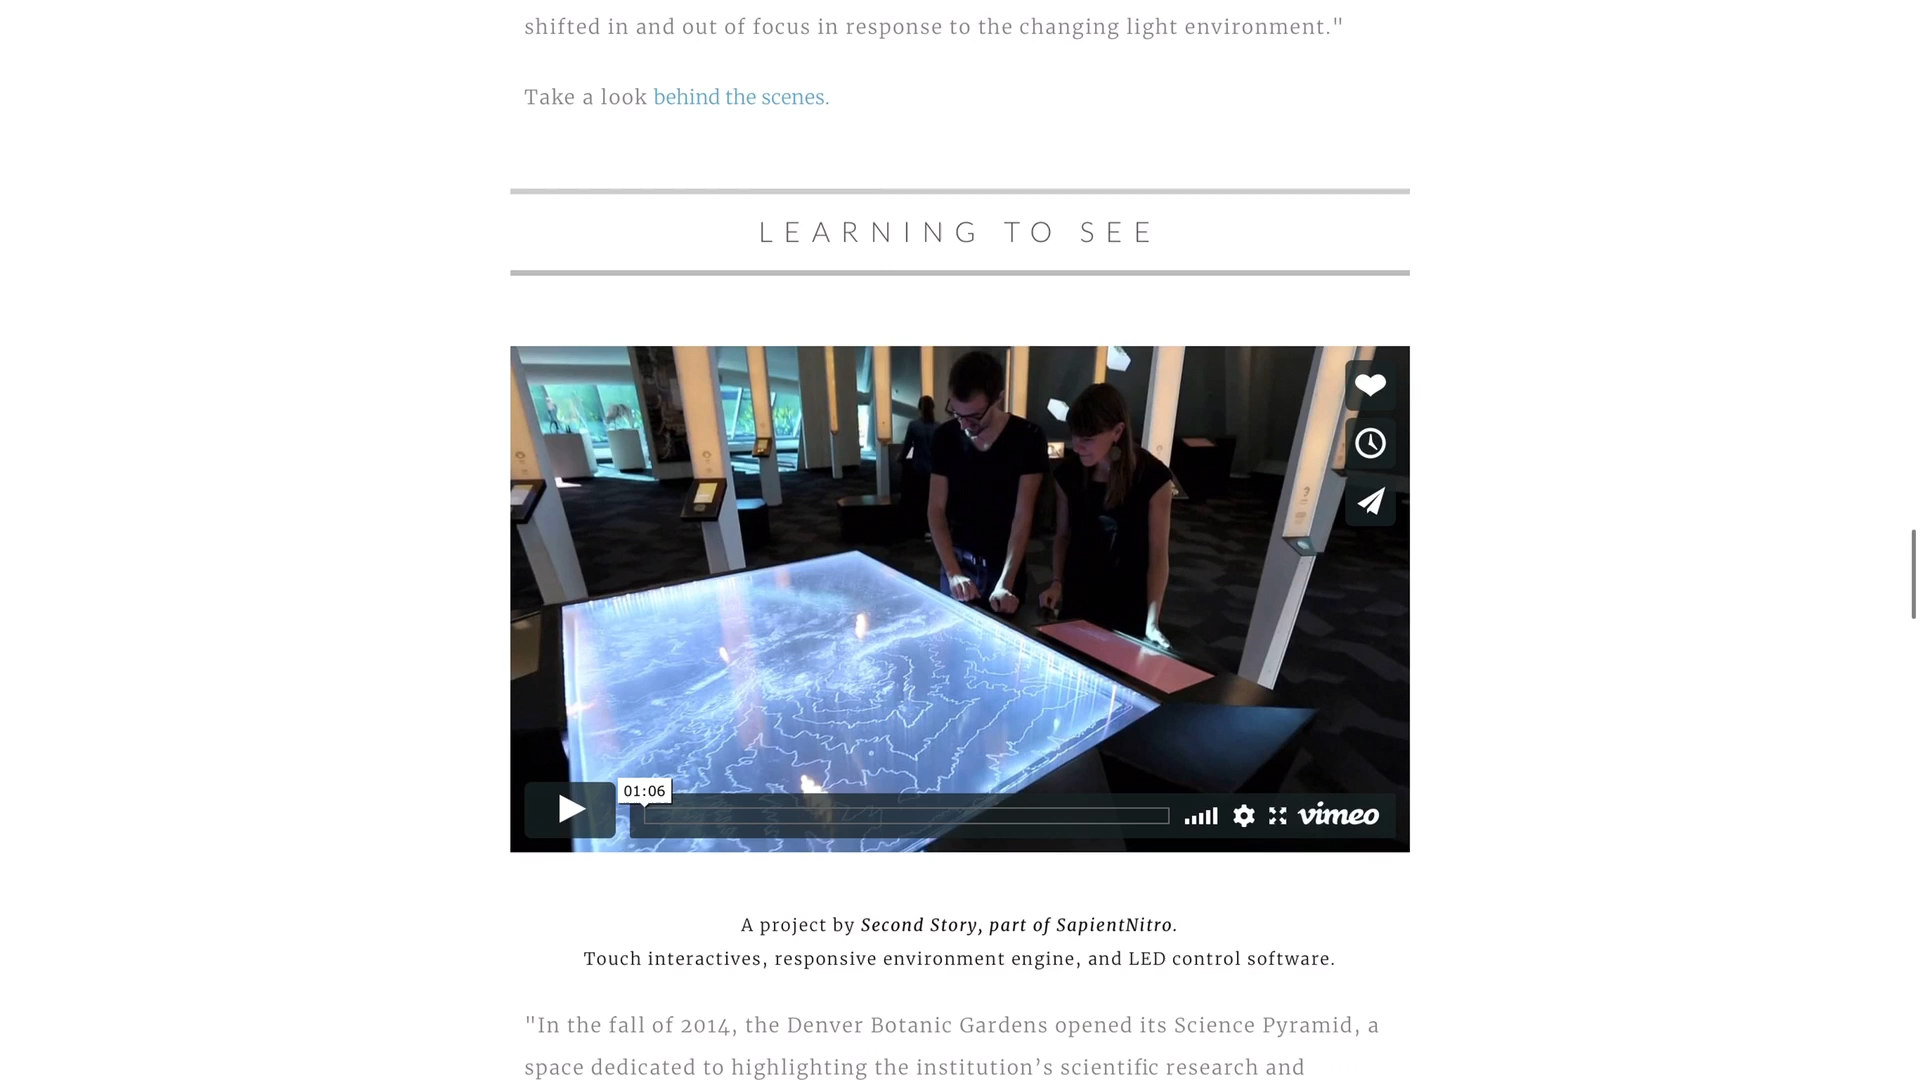 shifted in and out of focus in response to the changing light environment."
Take a look behind the scenes.
LEARNING TO SEE
01:06
vimeo
A project by Second Story, part of SapientNitro.
Touch interactives, responsive environment engine, and LED control software.
"In the fall of 2014, the Denver Botanic Gardens opened its Science Pyramid, a
space dedicated to highlighting the institution’s scientific research and